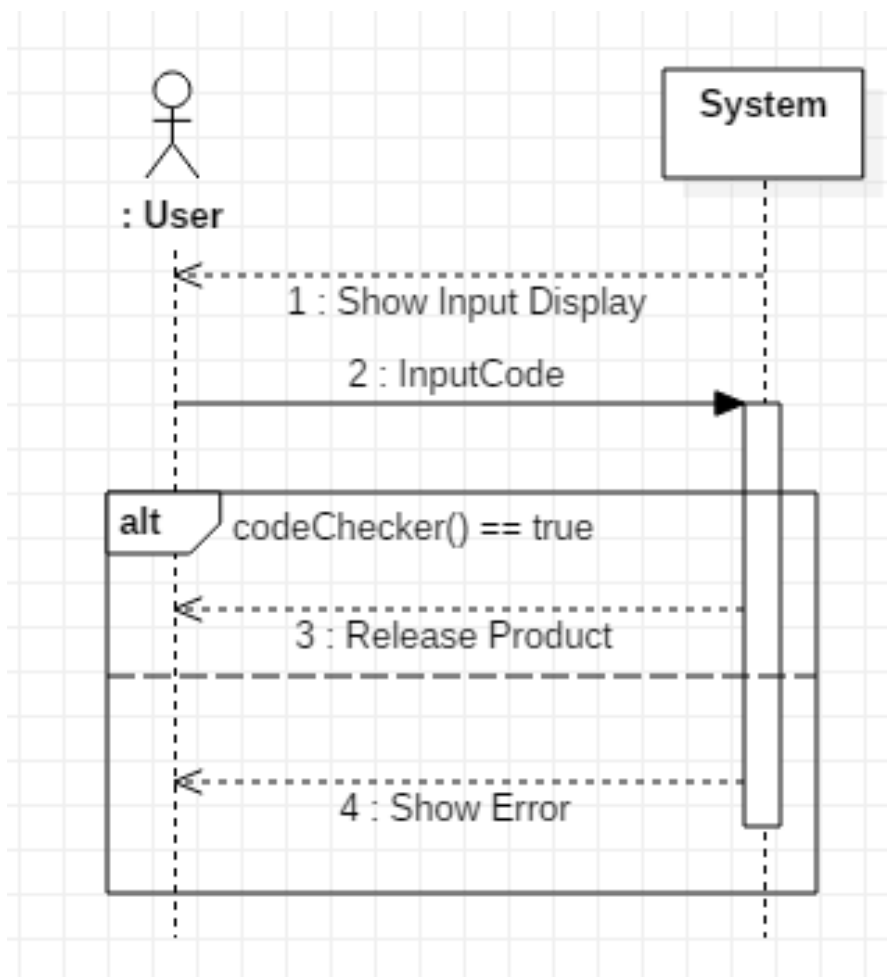 System
: User
1 : Show Input Display
2 : InputCode
alt
codeChecker() == true
3 : Release Product
4 : Show Error